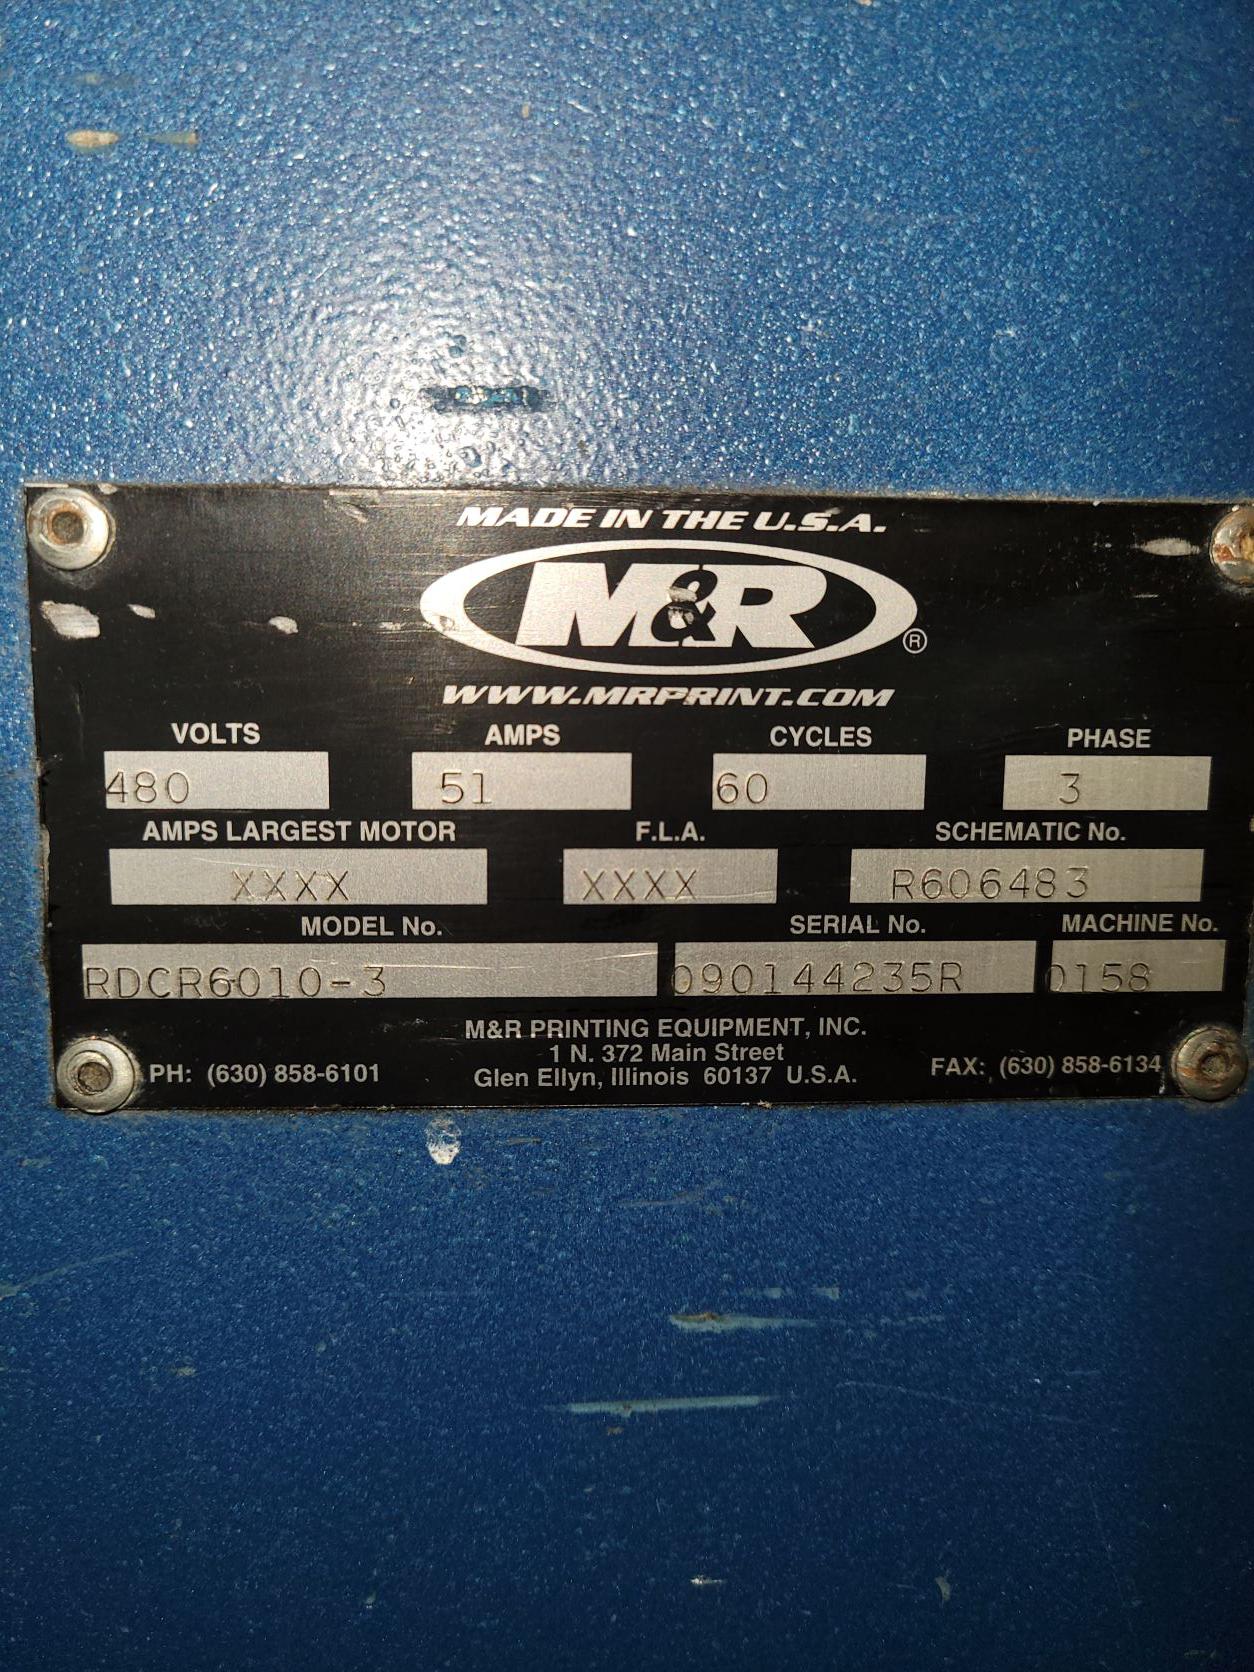 MADE IN THE U.S.A.
M&R ®
WWW.MRPRINT.COM
VOLTS AMPS CYCLES PHASE
480 51 60 3
AMPS LARGEST MOTOR F.L.A. SCHEMATIC No.
XXXX XXXX R606483
MODEL No. SERIAL No. MACHINE No.
RDCR6010-3 090144235R 0158
M&R PRINTING EQUIPMENT, INC.
1 N. 372 Main Street
PH: (630) 858-6101 Glen Ellyn, Illinois 60137 U.S.A. FAX: (630) 858-6134